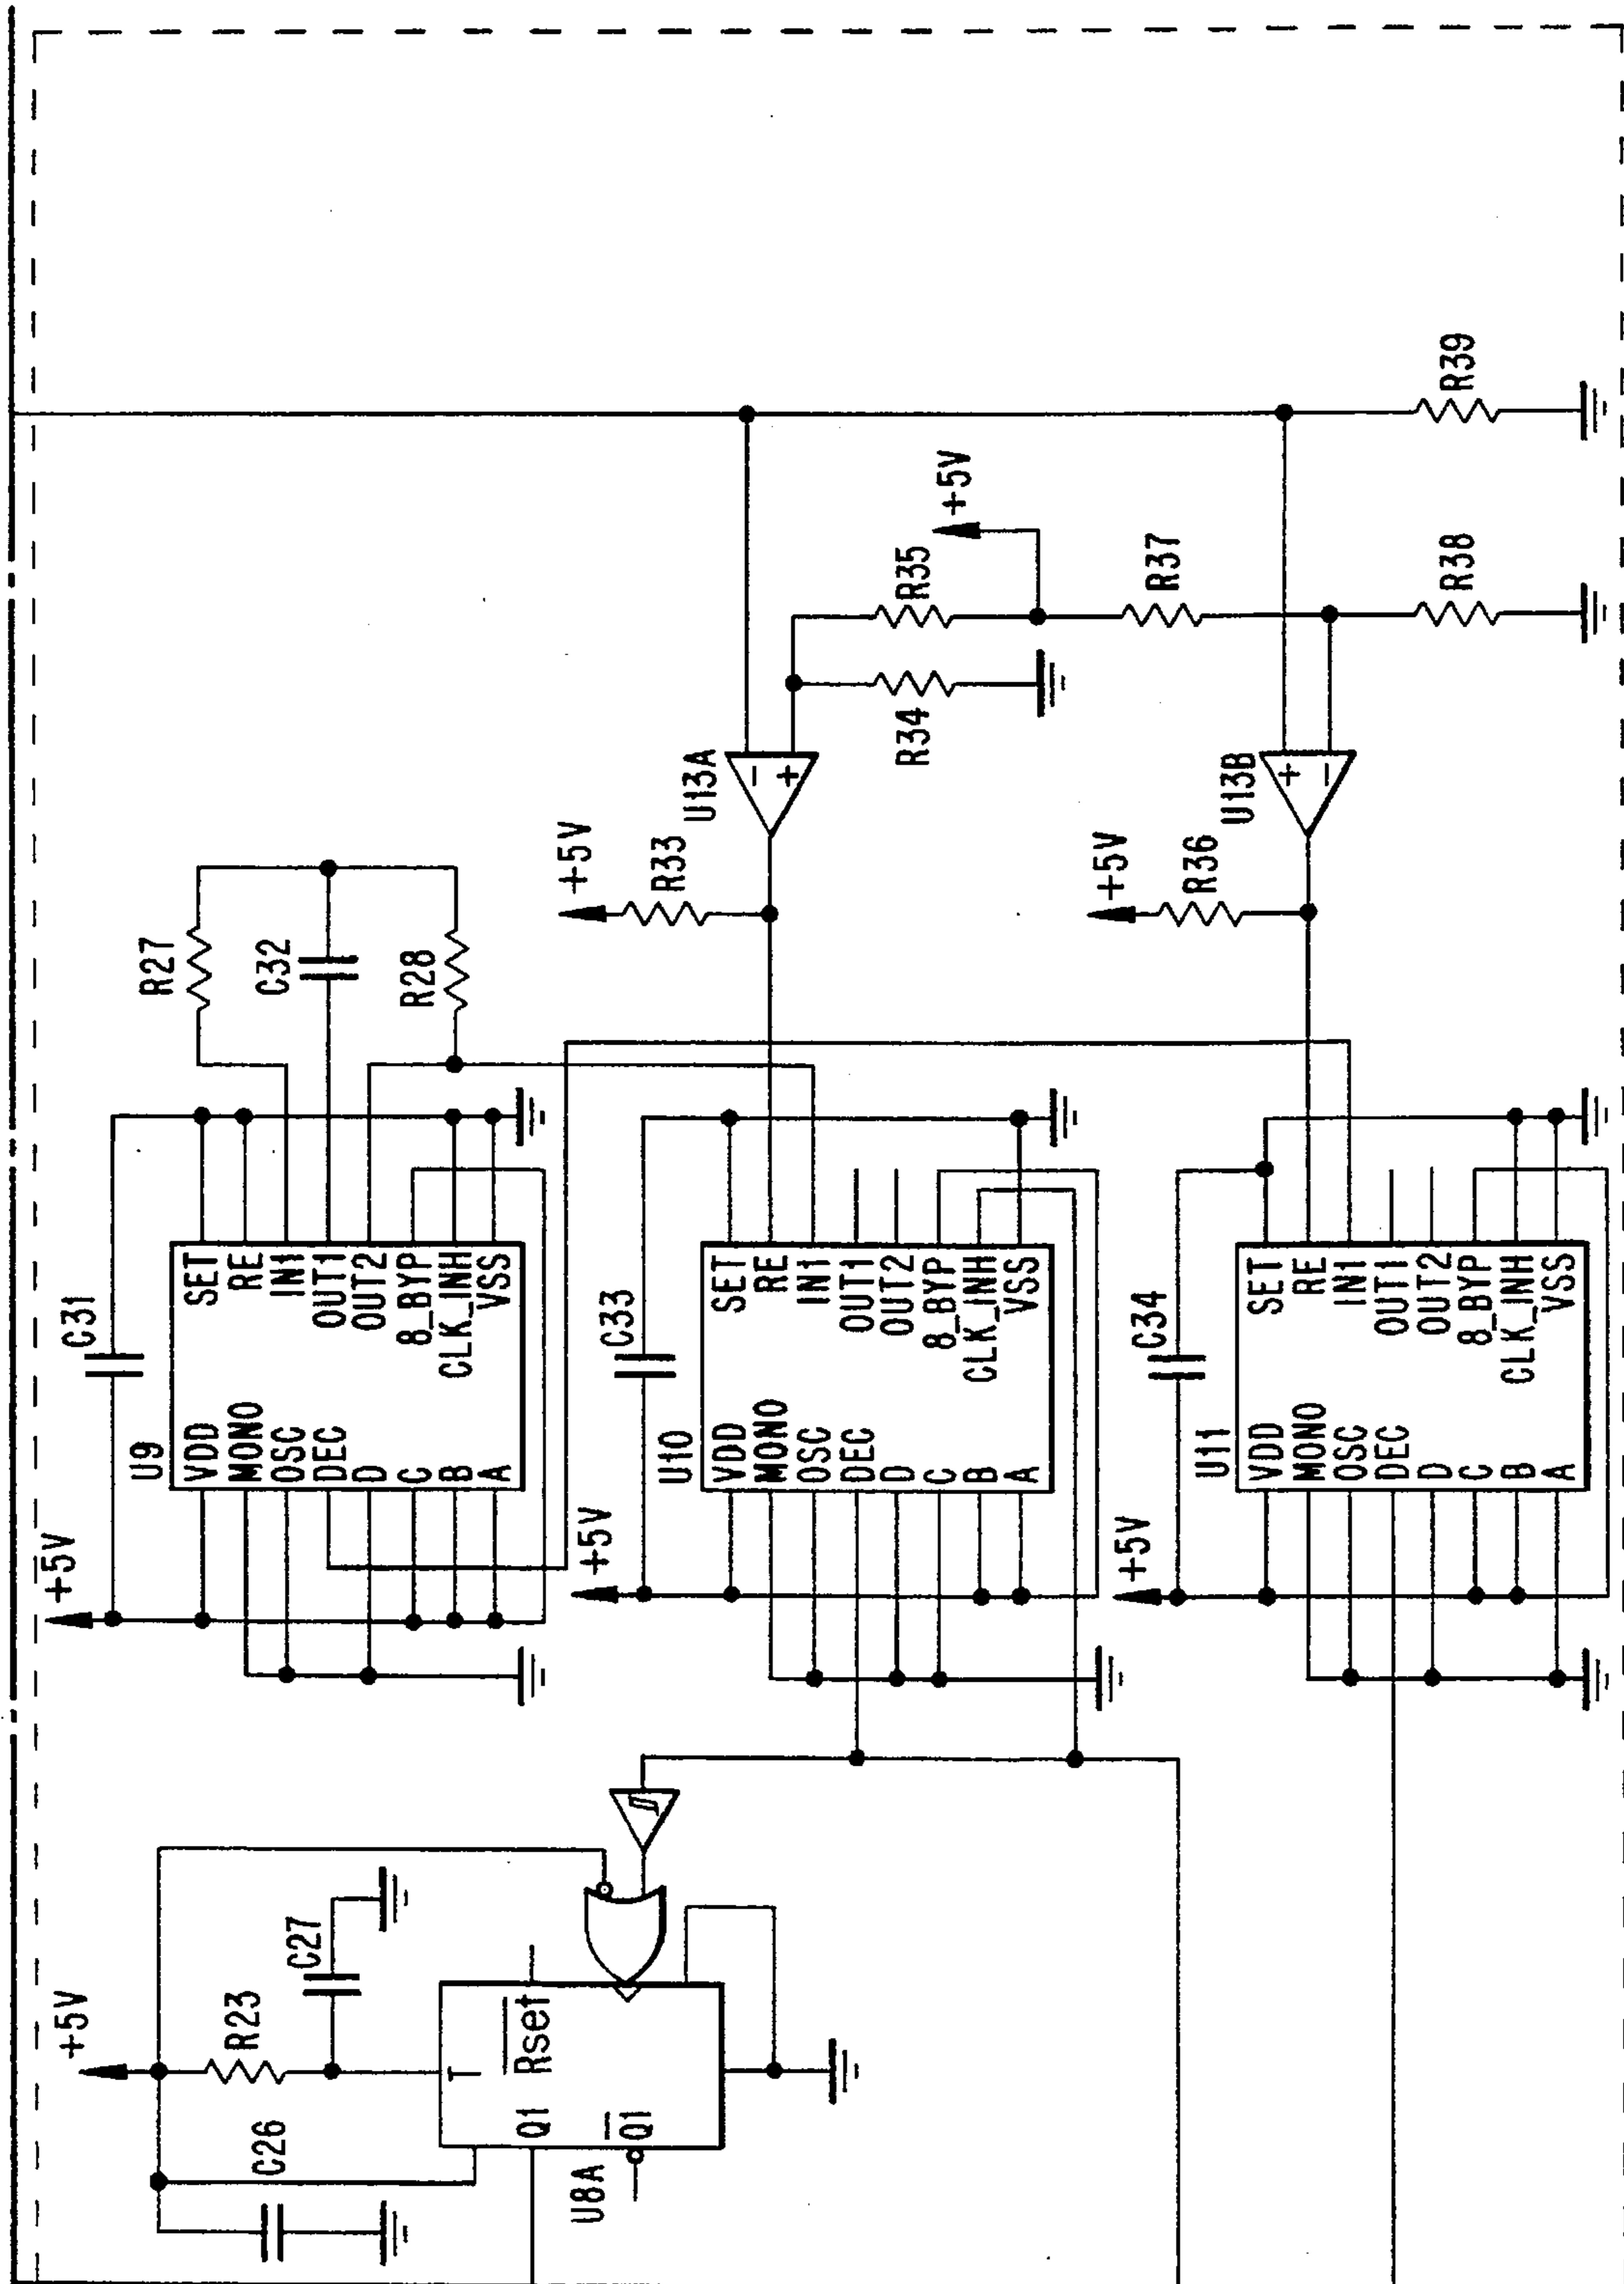 +5V
C31
R27
C32
R28
U9
VDD
MONO
OSC
DEC
D
C
B
A
SET
RE
IN1
OUT1
OUT2
8_BYP
CLK_INH
VSS
+5V
C26
R23
C27
T
Rset
Q1
Q1
U8A
+5V
C33
U10
VDD
MONO
OSC
DEC
D
C
B
A
SET
RE
IN1
OUT1
OUT2
8_BYP
CLK_INH
VSS
+5V
R33
U13A
-
+
R34
R35
+5V
R37
+5V
C34
U11
VDD
MONO
OSC
DEC
D
C
B
A
SET
RE
IN1
OUT1
OUT2
8_BYP
CLK_INH
VSS
+5V
R36
U13B
+
-
R38
R39